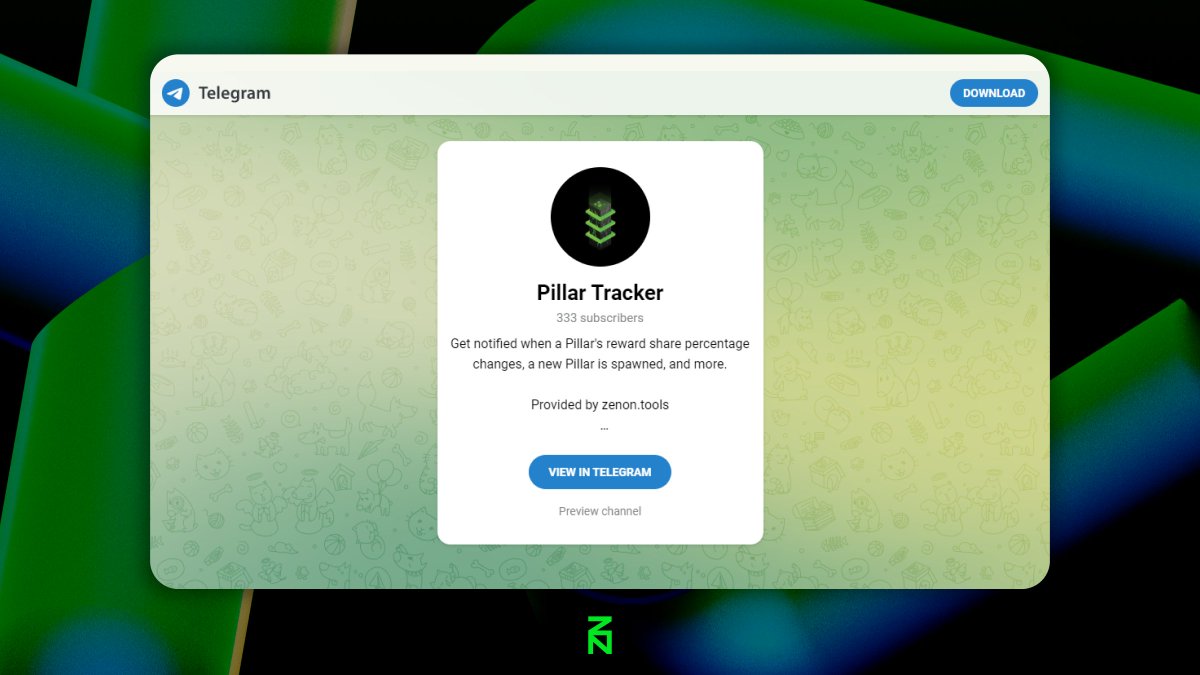 Telegram
DOWNLOAD
Pillar Tracker
333 subscribers
Get notified when a Pillar's reward share percentage
changes, a new Pillar is spawned, and more.
Provided by zenon.tools
...
VIEW IN TELEGRAM
Preview channel